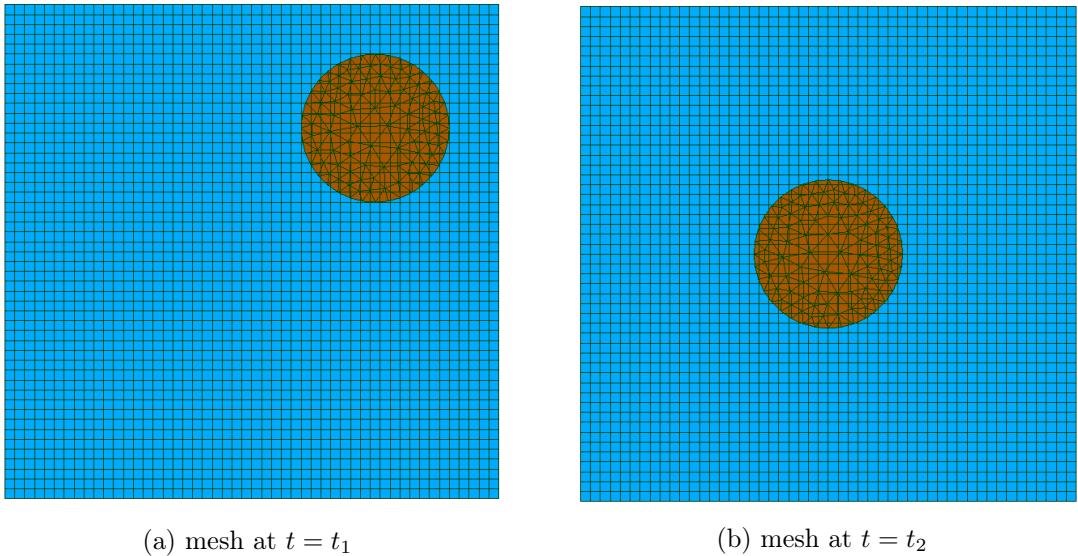 (a) mesh at t = t₁
(b) mesh at t = t₂